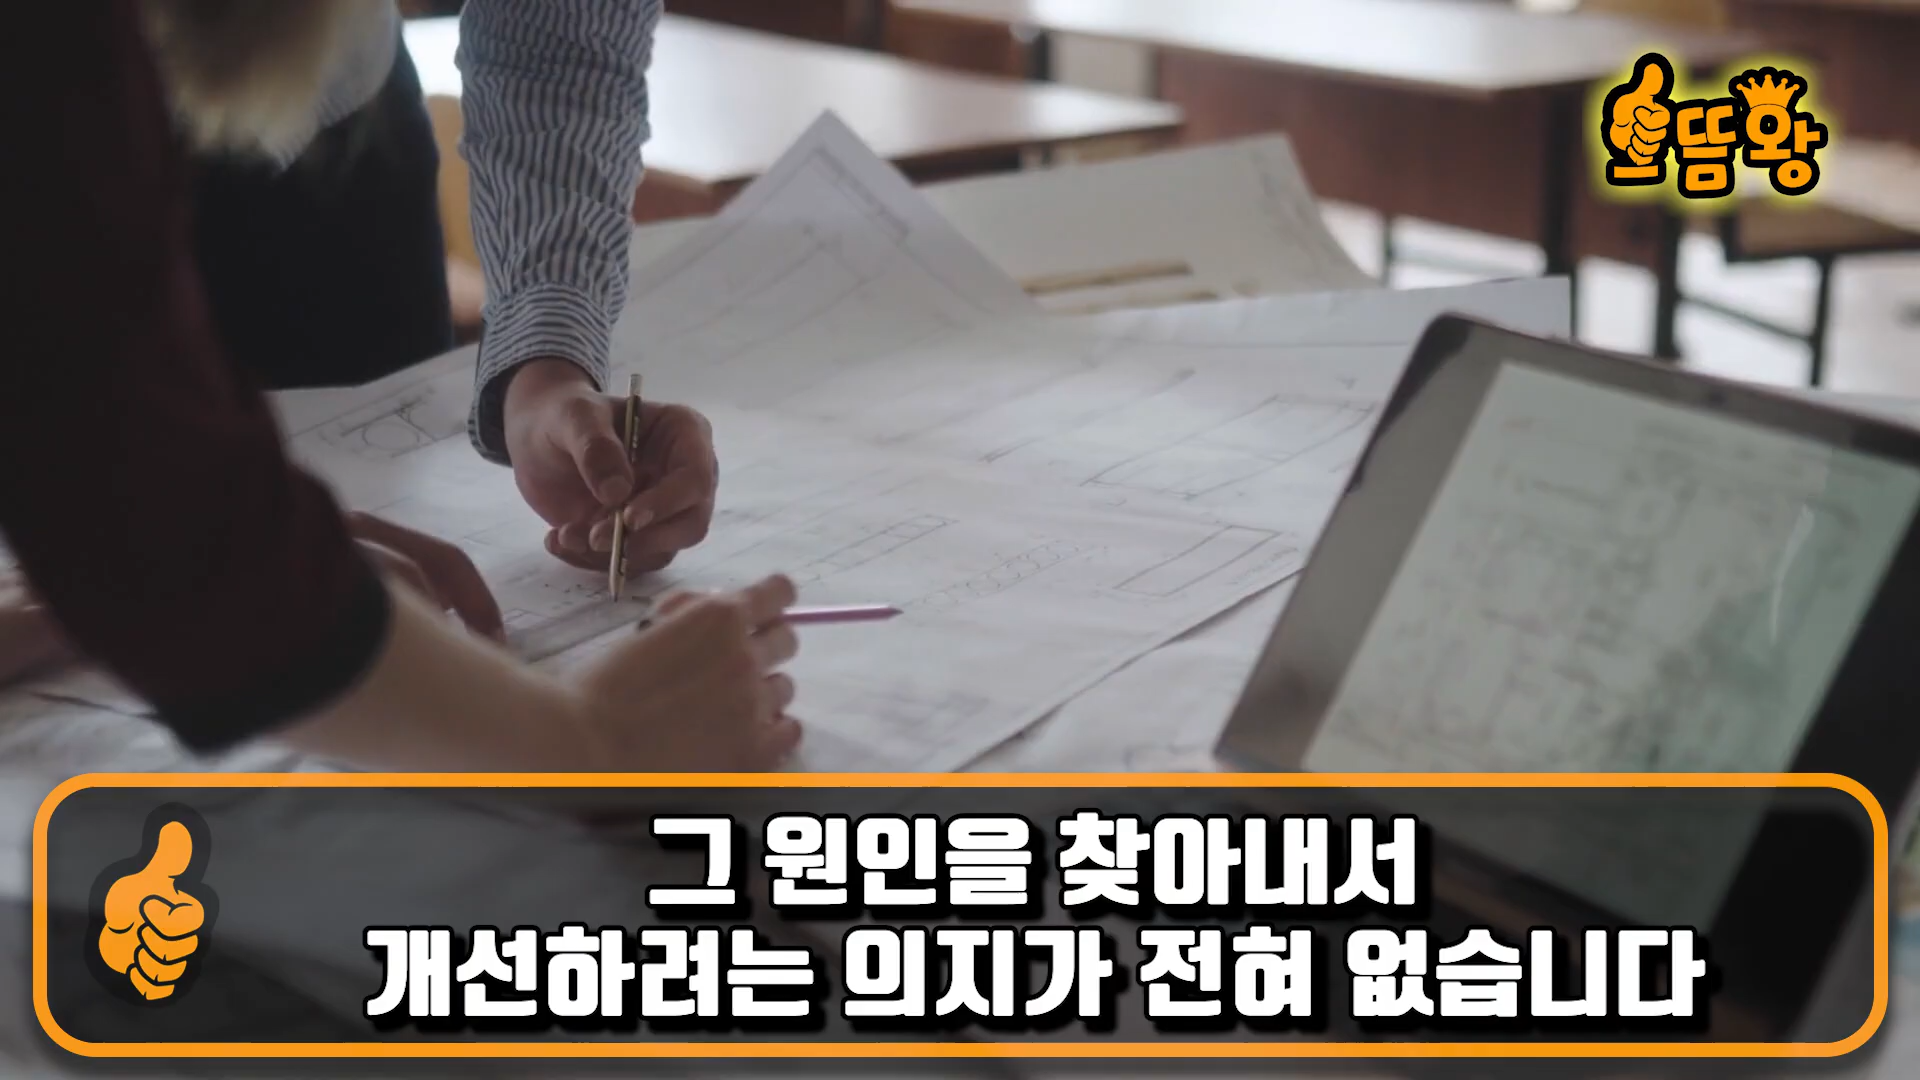 으뜸왕
그 원인을 찾아내서
개선하려는 의지가 전혀 없습니다